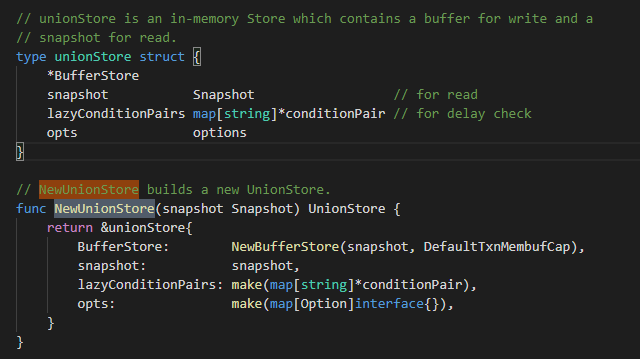 // unionStore is an in-memory Store which contains a buffer for write and a
// snapshot for read.
type unionStore struct {
    *BufferStore
    snapshot           Snapshot                  // for read
    lazyConditionPairs map[string]*conditionPair // for delay check
    opts               options
}

// NewUnionStore builds a new UnionStore.
func NewUnionStore(snapshot Snapshot) UnionStore {
    return &unionStore{
        BufferStore:        NewBufferStore(snapshot, DefaultTxnMembufCap),
        snapshot:           snapshot,
        lazyConditionPairs: make(map[string]*conditionPair),
        opts:               make(map[Option]interface{}),
    }
}